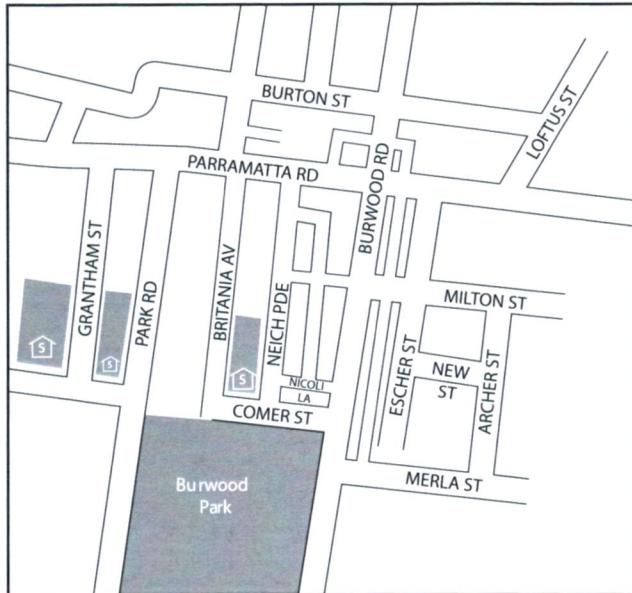 BURTON ST
LOFTUS ST
PARRAMATTA RD
BURWOOD RD
GRANTHAM ST
PARK RD
BRITANIA AV
NEICH PDE
MILTON ST
ESCHER ST
NEW
ST
ARCHER ST
S
S
S
NICOLI
LA
COMER ST
MERLA ST
Burwood
Park